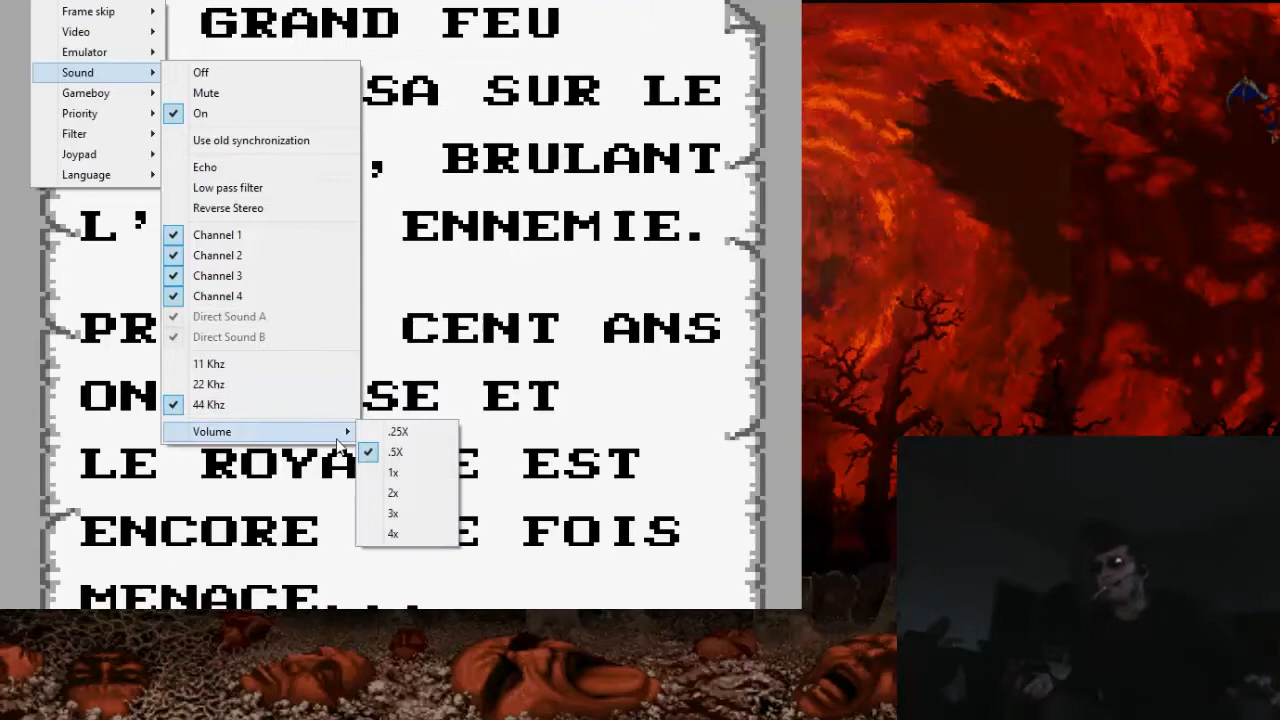 Frame skip
Video
Emulator
Sound
Gameboy
Priority
Filter
Joypad
Language
Off
Mute
On
Use old synchronization
Echo
Low pass filter
Reverse Stereo
Channel 1
Channel 2
Channel 3
Channel 4
Direct Sound A
Direct Sound B
11 Khz
22 Khz
44 Khz
Volume
.25X
.5X
1x
2x
3x
4x
GRAND FEU
SA SUR LE
, BRULANT
L' ENNEMIE.
PR CENT ANS
ON SE ET
LE ROYA E EST
ENCORE E FOIS
MENACE...